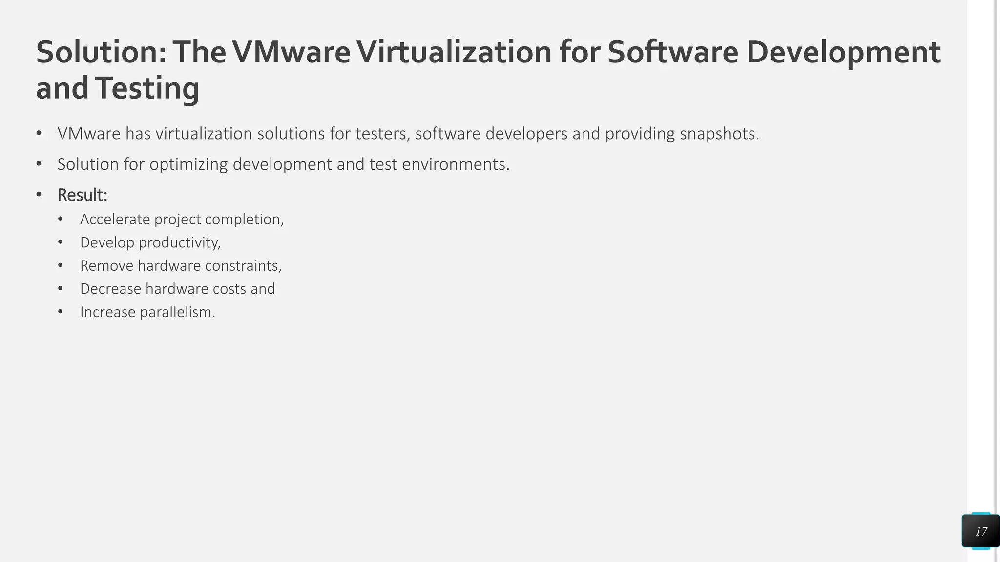 Solution: The VMware Virtualization for Software Development
and Testing
• VMware has virtualization solutions for testers, software developers and providing snapshots.
• Solution for optimizing development and test environments.
• Result:
• Accelerate project completion,
• Develop productivity,
• Remove hardware constraints,
• Decrease hardware costs and
• Increase parallelism.
17